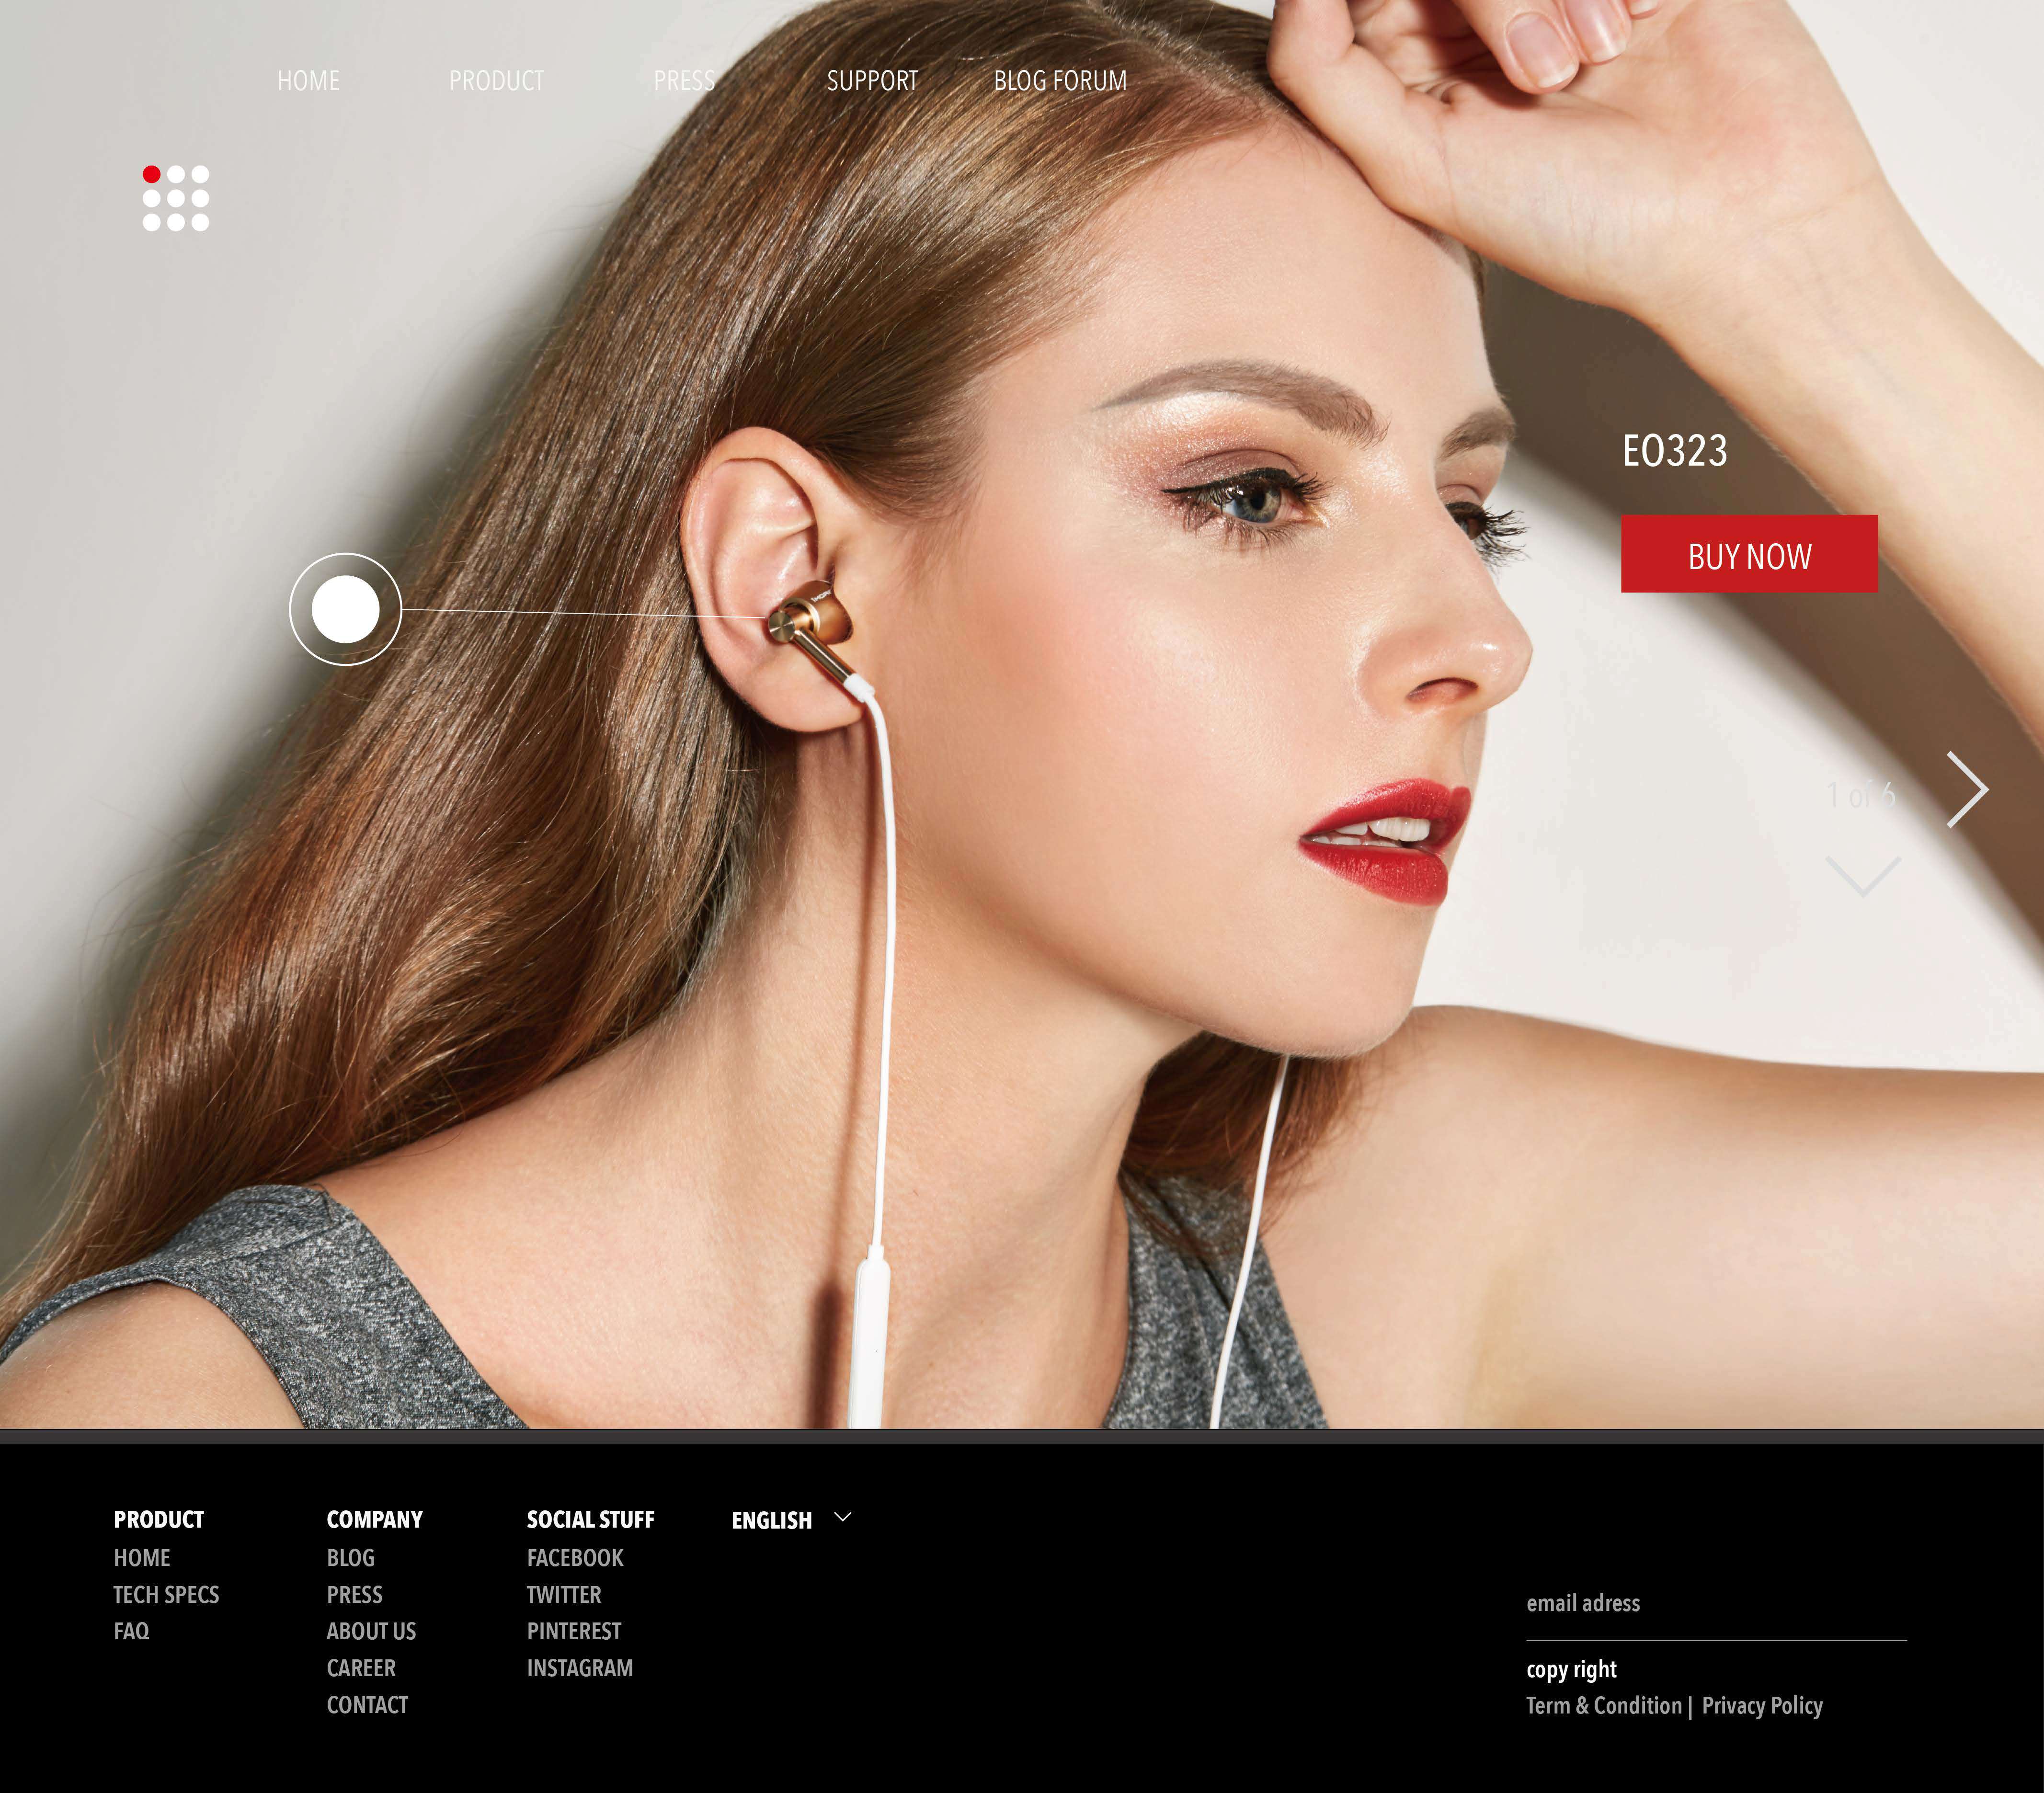 HOME PRODUCT PRESS SUPPORT BLOG FORUM
EO323
BUY NOW
1 of 6
PRODUCT
HOME
TECH SPECS
FAQ
COMPANY
BLOG
PRESS
ABOUT US
CAREER
CONTACT
SOCIAL STUFF
FACEBOOK
TWITTER
PINTEREST
INSTAGRAM
ENGLISH
email adress
copy right
Term & Condition | Privacy Policy